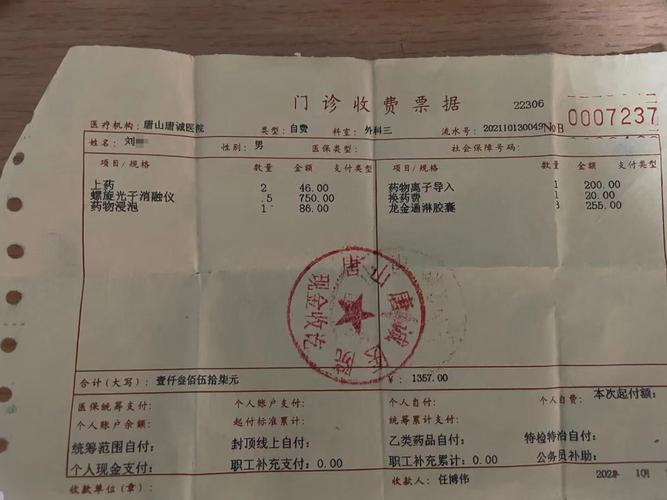 门诊收费票据
22306
医疗机构：唐山唐诚医院 类型：自费 科室：外科三 流水号：202110130049 №B 0007237
姓名：刘 性别：男 医保类型： 社会保障号码：
项目/规格 数量 金额 支付类型 项目/规格 数量 金额 支付类型
上药 2 46.00 药物离子导入 1 200.00
螺旋光子消融仪 .5 750.00 换药费 1 20.00
药物浸泡 1 86.00 龙金通淋胶囊 3 255.00
唐诚医院
现金收讫
合计（大写）： 壹仟叁佰伍拾柒元 ¥： 1357.00
医保统筹支付： 个人账户支付： 个人自付： 个人自费： 本次起付额：
个人账户余额： 起付标准累计： 统筹累计支付：
统筹范围自付： 封顶线上自付： 乙类药品自付： 特检特治自付：
个人现金支付： 职工补充支付：0.00 职工补充累计：0.00 公务员补助：
收款单位（章）： 收款人：任博伟 10月